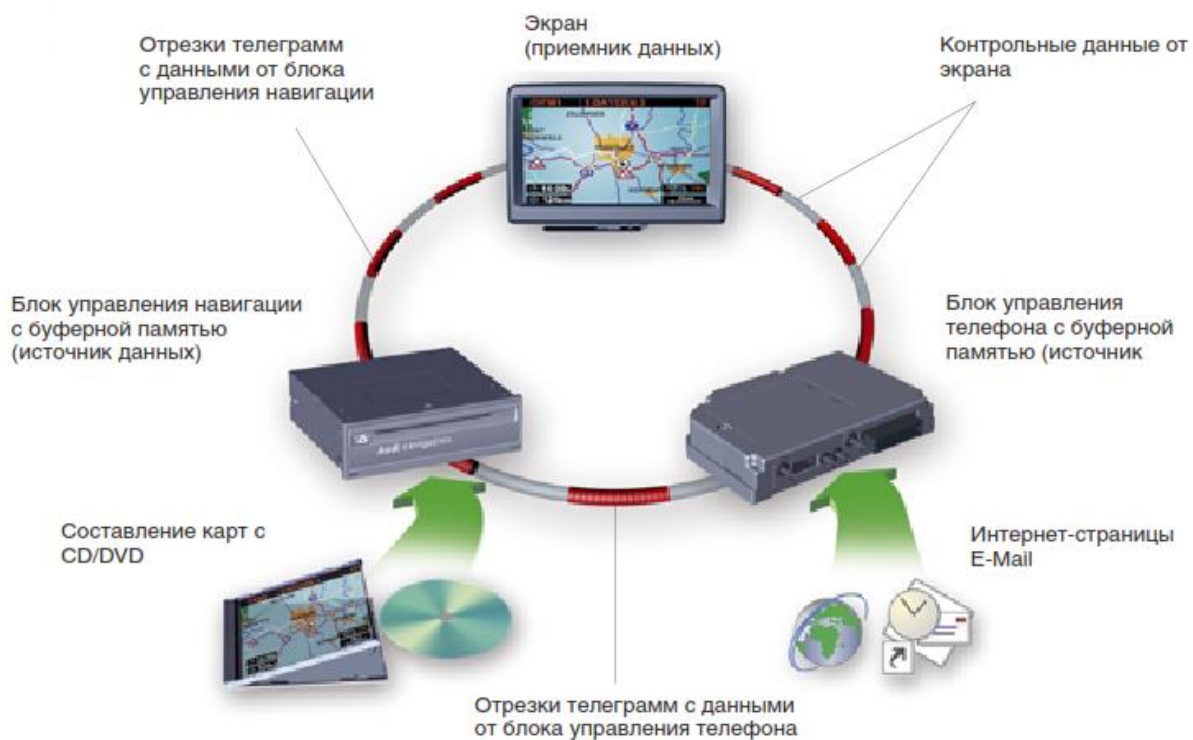 Экран
(приемник данных)
Отрезки телеграмм
с данными от блока
управления навигации
Контрольные данные от
экрана
Блок управления навигации
с буферной памятью
(источник данных)
Блок управления
телефона с буферной
памятью (источник
Составление карт с
CD/DVD
Интернет-страницы
E-Mail
Отрезки телеграмм с данными
от блока управления телефона